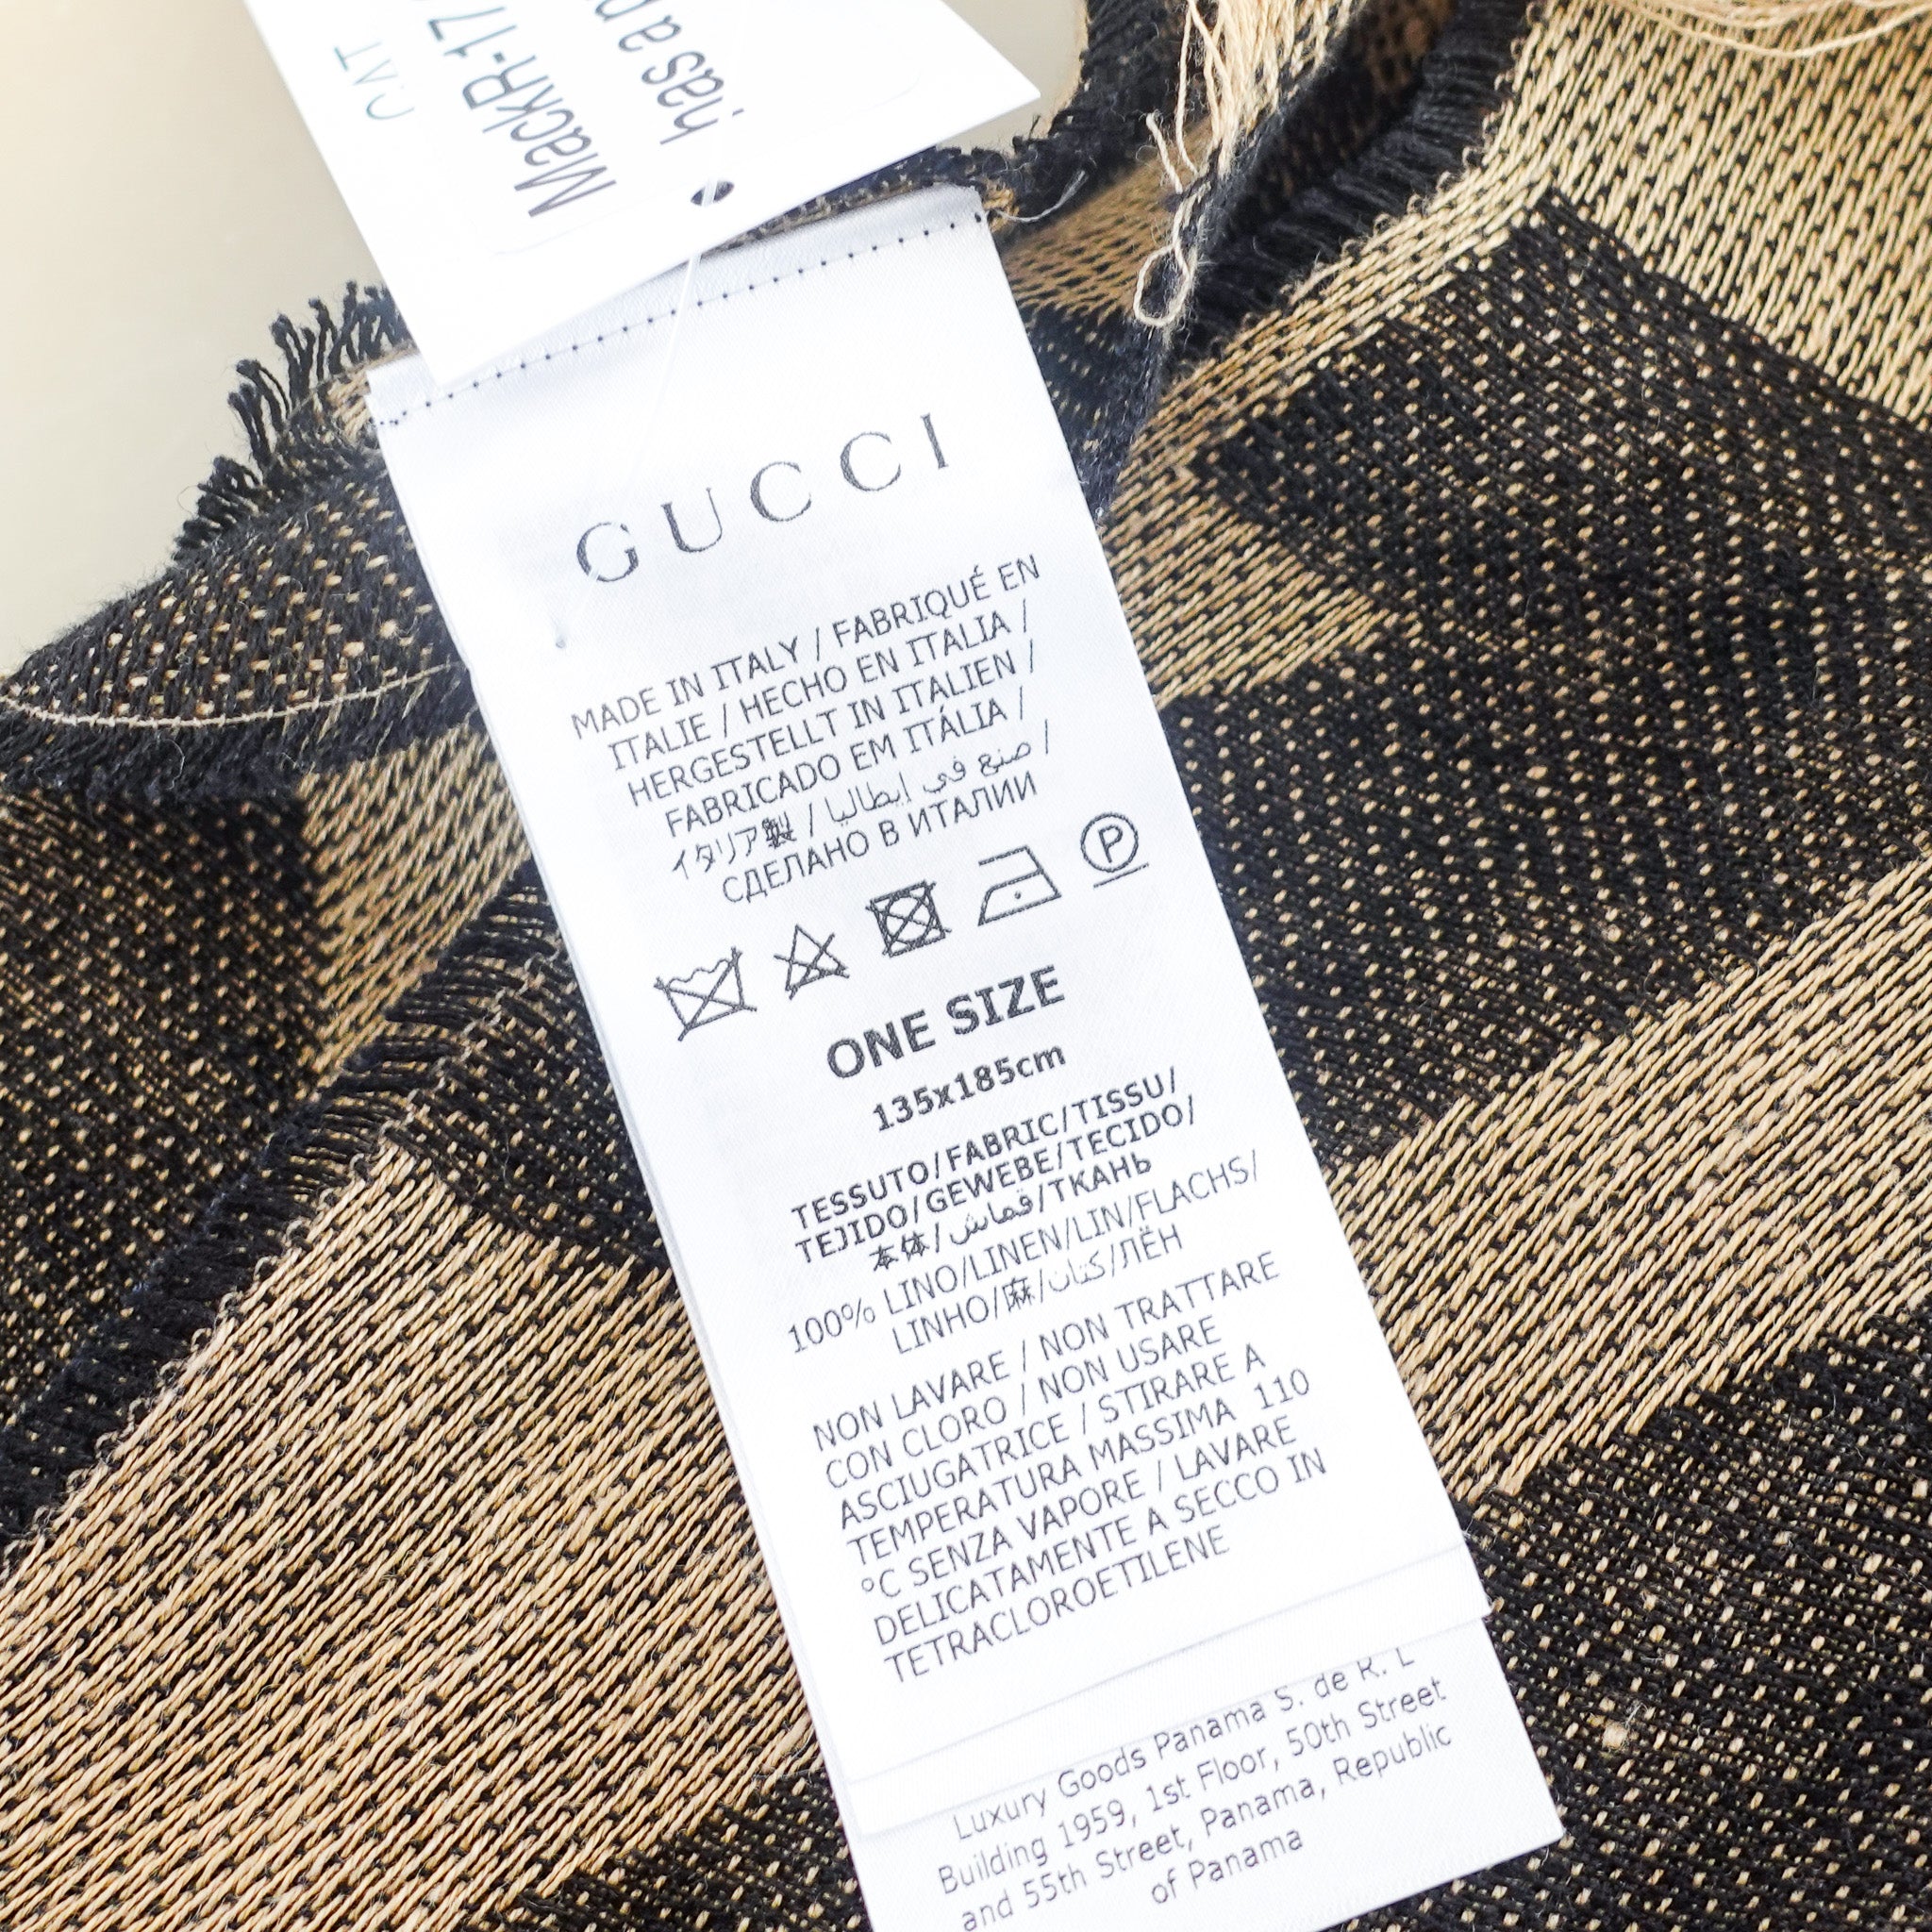 CAT
MackR-17
has a p
GUCCI
MADE IN ITALY / FABRIQUÉ EN
ITALIE / HECHO EN ITALIA /
HERGESTELLT IN ITALIEN /
FABRICADO EM ITÁLIA /
イタリア製 / صنع في إيطاليا /
СДЕЛАНО В ИТАЛИИ
P
ONE SIZE
135x185cm
TESSUTO/FABRIC/TISSU/
TEJIDO/GEWEBE/TECIDO/
本体/قماش/ТКАНЬ
100% LINO/LINEN/LIN/FLACHS/
LINHO/麻/كتان/ЛЁН
NON LAVARE / NON TRATTARE
CON CLORO / NON USARE
ASCIUGATRICE / STIRARE A
TEMPERATURA MASSIMA 110
°C SENZA VAPORE / LAVARE
DELICATAMENTE A SECCO IN
TETRACLOROETILENE
Luxury Goods Panama S. de R. L
Building 1959, 1st Floor, 50th Street
and 55th Street, Panama, Republic
of Panama